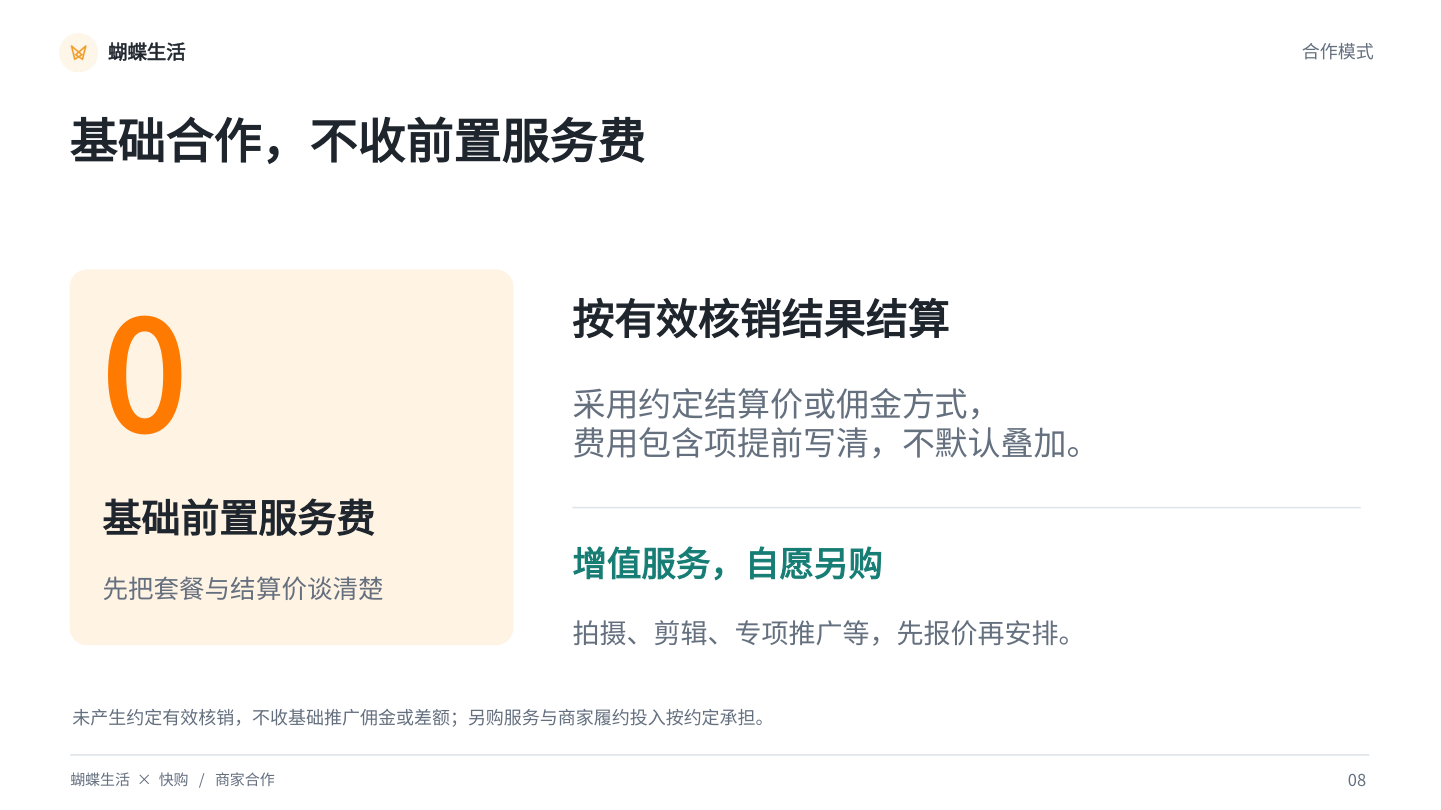 蝴蝶生活
合作模式
基础合作，不收前置服务费
0
基础前置服务费
先把套餐与结算价谈清楚
按有效核销结果结算
采用约定结算价或佣金方式，
费用包含项提前写清，不默认叠加。
增值服务，自愿另购
拍摄、剪辑、专项推广等，先报价再安排。
未产生约定有效核销，不收基础推广佣金或差额；另购服务与商家履约投入按约定承担。
蝴蝶生活 × 快购 / 商家合作
08